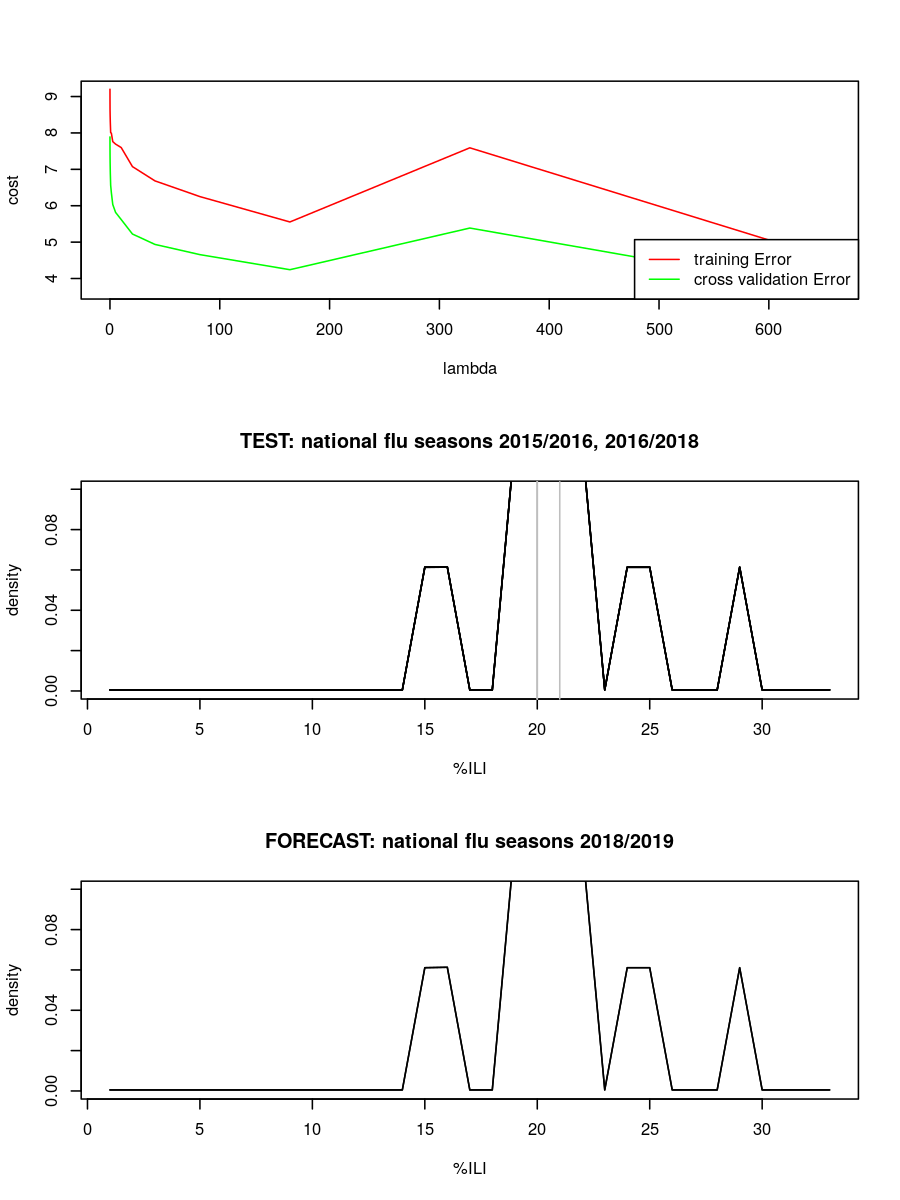 cost
9
8
7
6
5
4
training Error
cross validation Error
0 100 200 300 400 500 600
lambda
TEST: national flu seasons 2015/2016, 2016/2018
density
0.08
0.04
0.00
0 5 10 15 20 25 30
%ILI
FORECAST: national flu seasons 2018/2019
density
0.08
0.04
0.00
0 5 10 15 20 25 30
%ILI